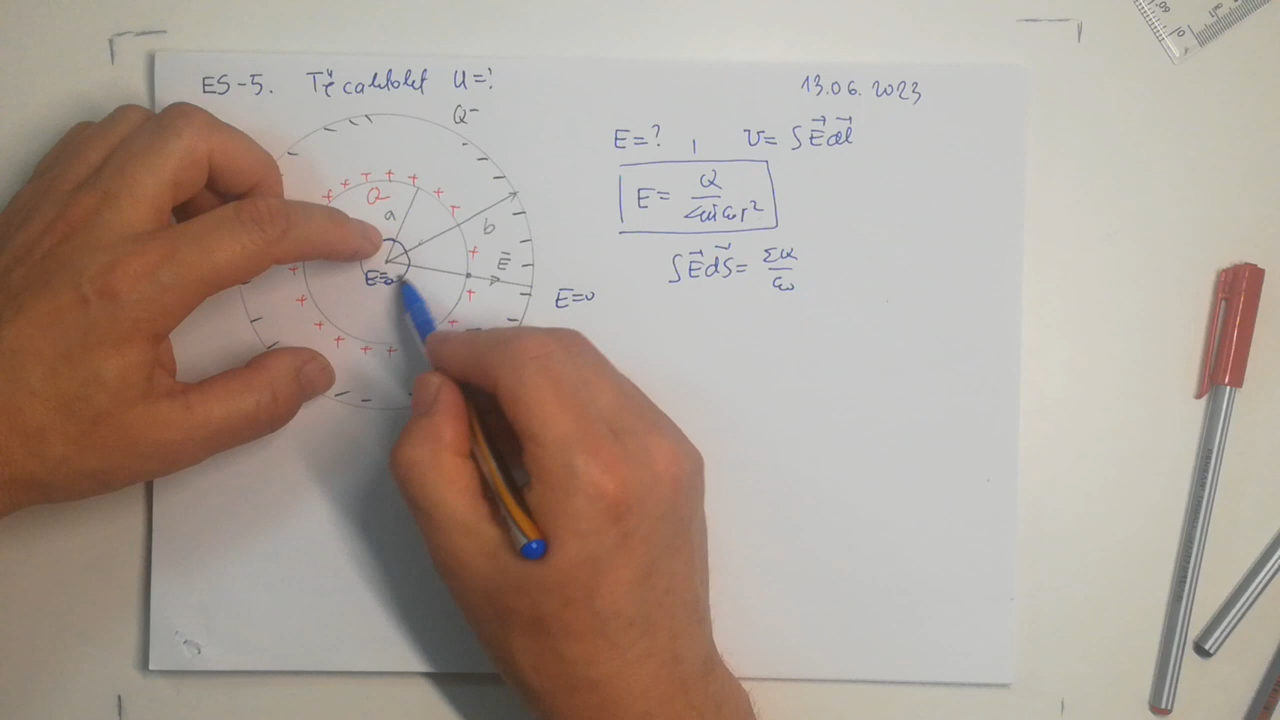 ES-5. U=? 13.06.2023
Q-
E=? , U= ∫E⃗dl⃗
Q
a
E= Q/4πε₀r²
b
E⃗
∫E⃗dS⃗= ΣQ/ε₀
E=0
E=0